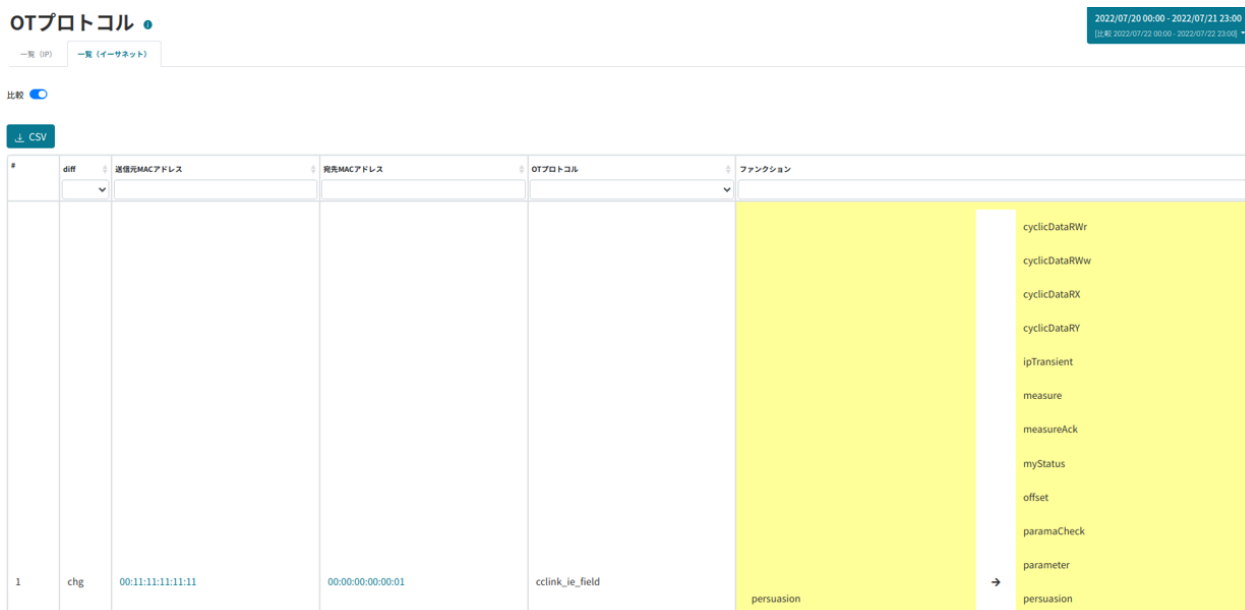 OTプロトコル
2022/07/20 00:00 - 2022/07/21 23:00
[比較 2022/07/22 00:00 - 2022/07/22 23:00]
一覧（IP） 一覧（イーサネット）
比較
CSV
# diff 送信元MACアドレス 宛先MACアドレス OTプロトコル ファンクション
cyclicDataRWr
cyclicDataRWw
cyclicDataRX
cyclicDataRY
ipTransient
measure
measureAck
myStatus
offset
paramaCheck
parameter
1 chg 00:11:11:11:11:11 00:00:00:00:00:01 cclink_ie_field →
persuasion persuasion